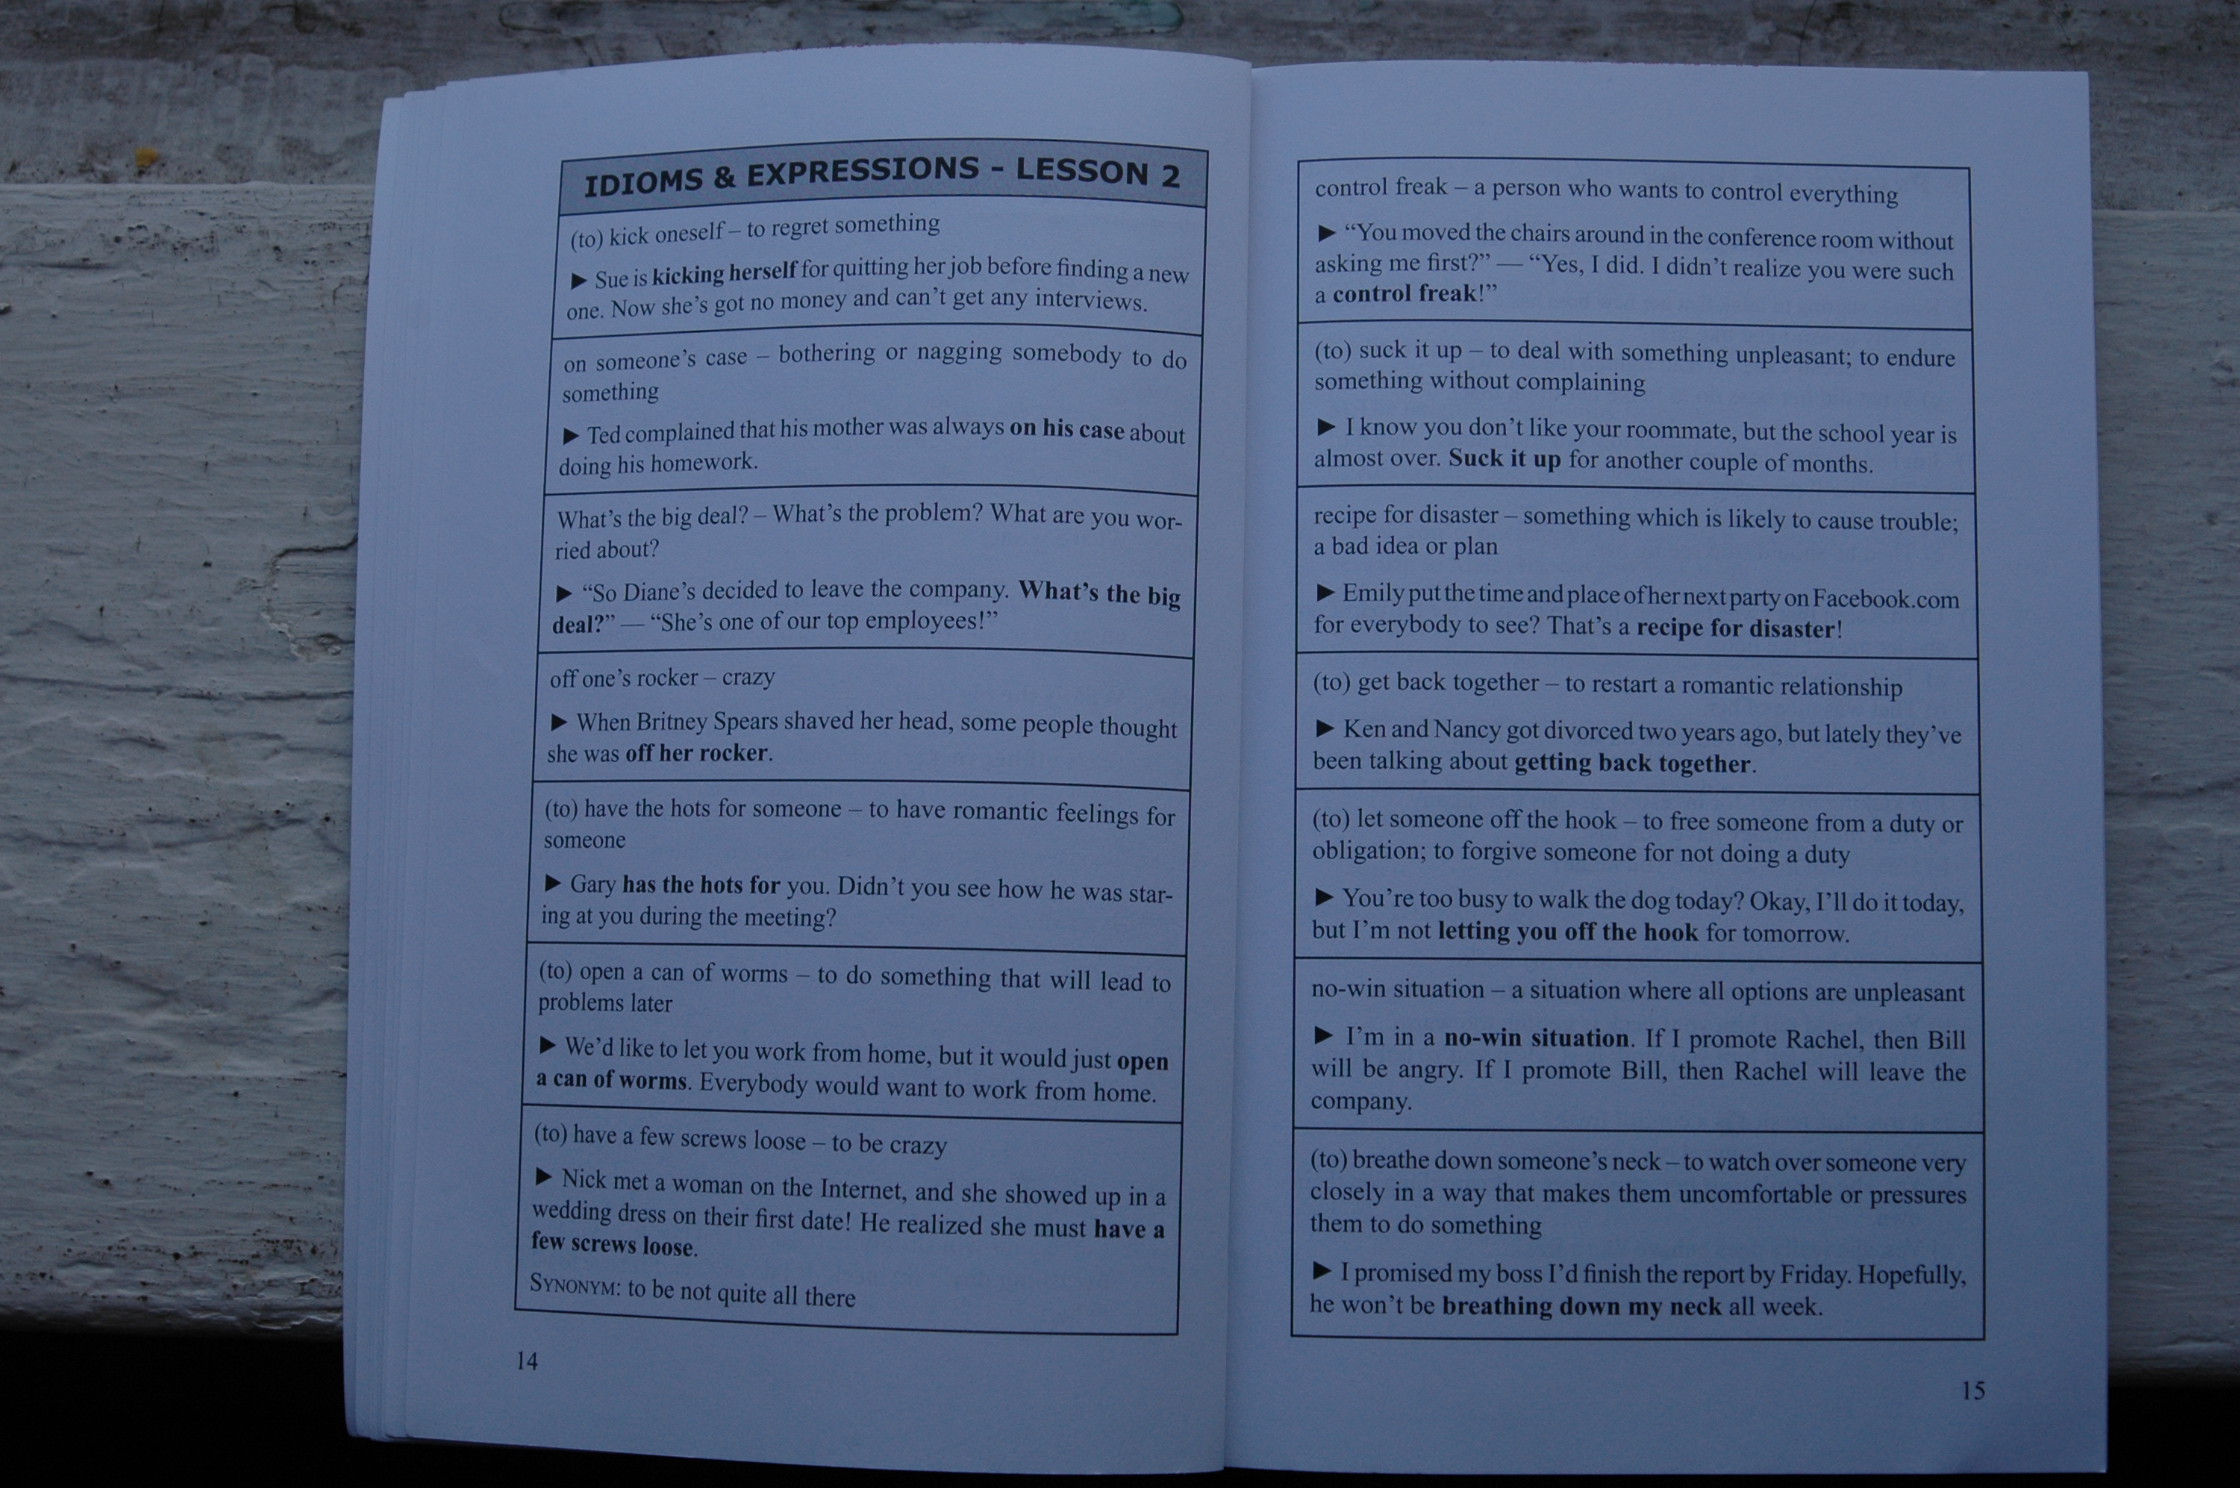 IDIOMS & EXPRESSIONS - LESSON 2
(to) kick oneself – to regret something
► Sue is kicking herself for quitting her job before finding a new
one. Now she’s got no money and can’t get any interviews.
on someone’s case – bothering or nagging somebody to do
something
► Ted complained that his mother was always on his case about
doing his homework.
What’s the big deal? – What’s the problem? What are you wor-
ried about?
► “So Diane’s decided to leave the company. What’s the big
deal?” — “She’s one of our top employees!”
off one’s rocker – crazy
► When Britney Spears shaved her head, some people thought
she was off her rocker.
(to) have the hots for someone – to have romantic feelings for
someone
► Gary has the hots for you. Didn’t you see how he was star-
ing at you during the meeting?
(to) open a can of worms – to do something that will lead to
problems later
► We’d like to let you work from home, but it would just open
a can of worms. Everybody would want to work from home.
(to) have a few screws loose – to be crazy
► Nick met a woman on the Internet, and she showed up in a
wedding dress on their first date! He realized she must have a
few screws loose.
SYNONYM: to be not quite all there
14
control freak – a person who wants to control everything
► “You moved the chairs around in the conference room without
asking me first?” — “Yes, I did. I didn’t realize you were such
a control freak!”
(to) suck it up – to deal with something unpleasant; to endure
something without complaining
► I know you don’t like your roommate, but the school year is
almost over. Suck it up for another couple of months.
recipe for disaster – something which is likely to cause trouble;
a bad idea or plan
► Emily put the time and place of her next party on Facebook.com
for everybody to see? That’s a recipe for disaster!
(to) get back together – to restart a romantic relationship
► Ken and Nancy got divorced two years ago, but lately they’ve
been talking about getting back together.
(to) let someone off the hook – to free someone from a duty or
obligation; to forgive someone for not doing a duty
► You’re too busy to walk the dog today? Okay, I’ll do it today,
but I’m not letting you off the hook for tomorrow.
no-win situation – a situation where all options are unpleasant
► I’m in a no-win situation. If I promote Rachel, then Bill
will be angry. If I promote Bill, then Rachel will leave the
company.
(to) breathe down someone’s neck – to watch over someone very
closely in a way that makes them uncomfortable or pressures
them to do something
► I promised my boss I’d finish the report by Friday. Hopefully,
he won’t be breathing down my neck all week.
15